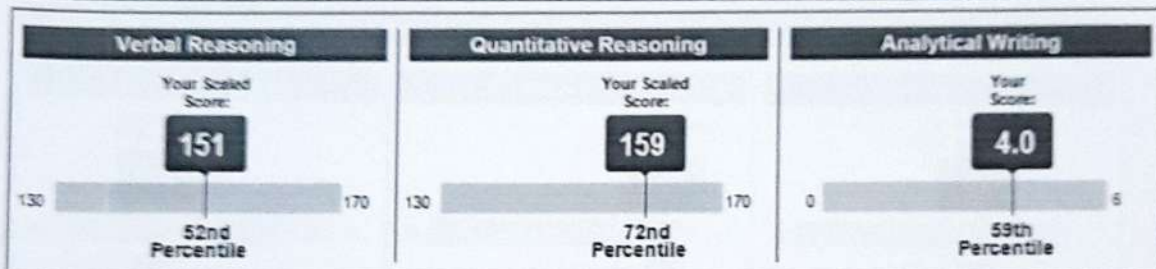 Verbal Reasoning
Your Scaled
Score:
151
130
170
52nd
Percentile
Quantitative Reasoning
Your Scaled
Score:
159
130
170
72nd
Percentile
Analytical Writing
Your
Score:
4.0
0
6
59th
Percentile